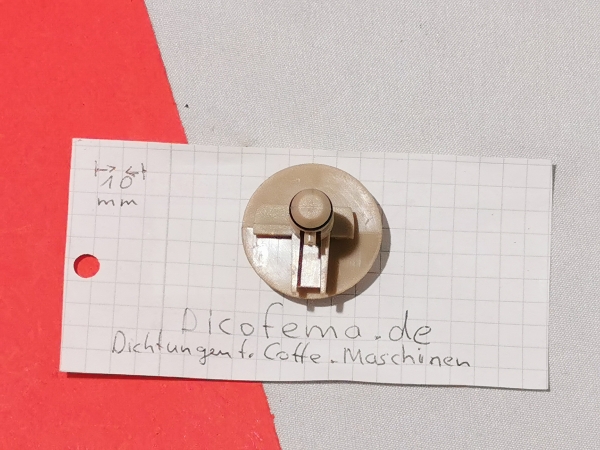 10
mm
Dicofema.de
Dichtungen f. Coffe.Maschinen